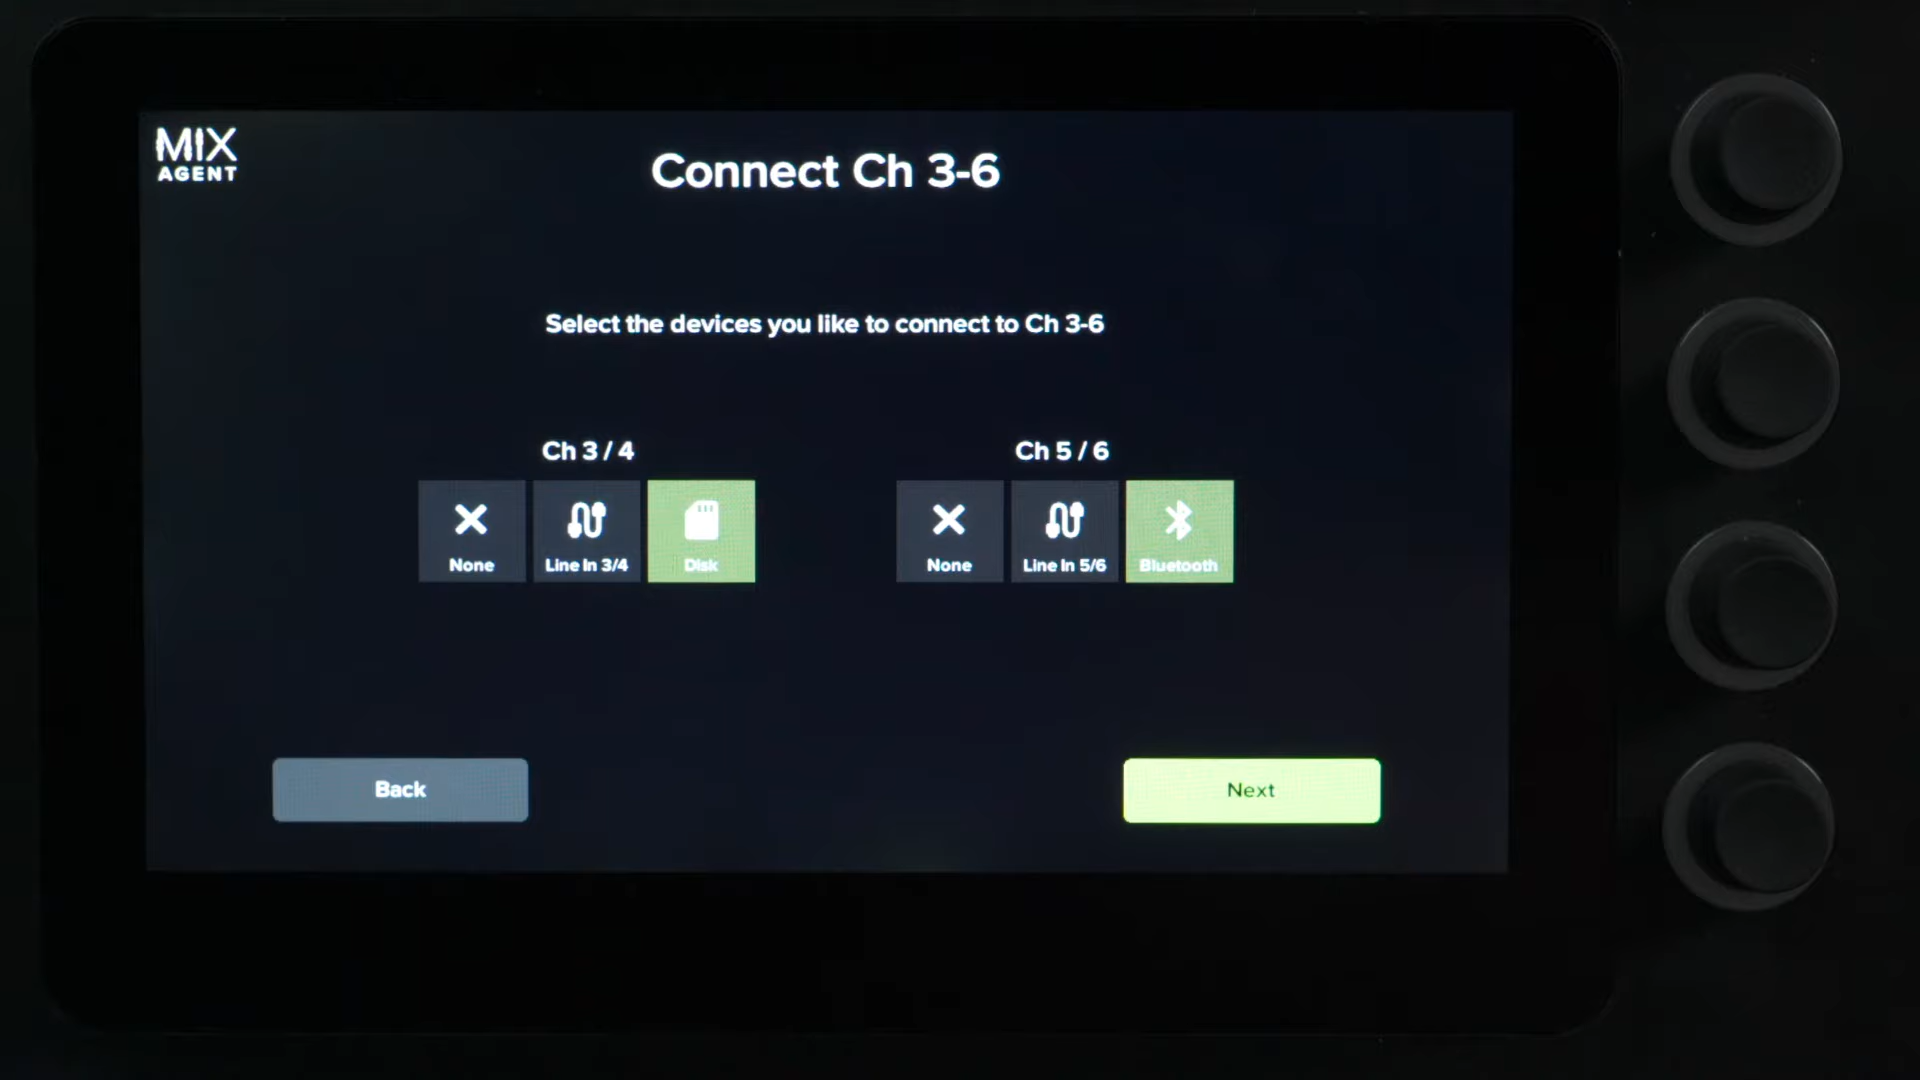 MIX
AGENT
Connect Ch 3-6
Select the devices you like to connect to Ch 3-6
Ch 3 / 4
None
Line In 3/4
Disk
Ch 5 / 6
None
Line In 5/6
Bluetooth
Back
Next